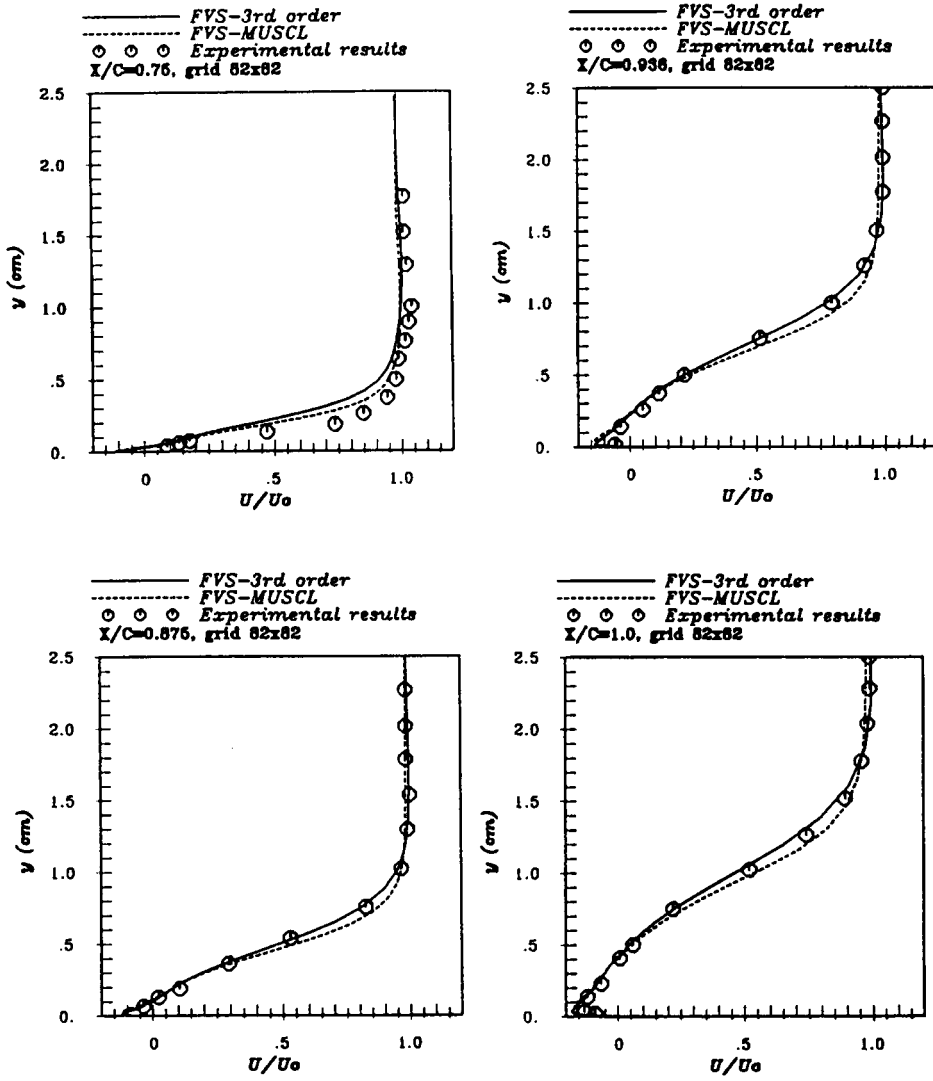 FVS-3rd order
FVS-MUSCL
Experimental results
X/C=0.75, grid 82x62
2.5
2.0
1.5
1.0
.5
0.
y (cm)
0 .5 1.0
U/Uo
FVS-3rd order
FVS-MUSCL
Experimental results
X/C=0.936, grid 82x62
2.5
2.0
1.5
1.0
.5
0.
y (cm)
0 .5 1.0
U/Uo
FVS-3rd order
FVS-MUSCL
Experimental results
X/C=0.875, grid 82x62
2.5
2.0
1.5
1.0
.5
0.
y (cm)
0 .5 1.0
U/Uo
FVS-3rd order
FVS-MUSCL
Experimental results
X/C=1.0, grid 82x62
2.5
2.0
1.5
1.0
.5
0.
y (cm)
0 .5 1.0
U/Uo